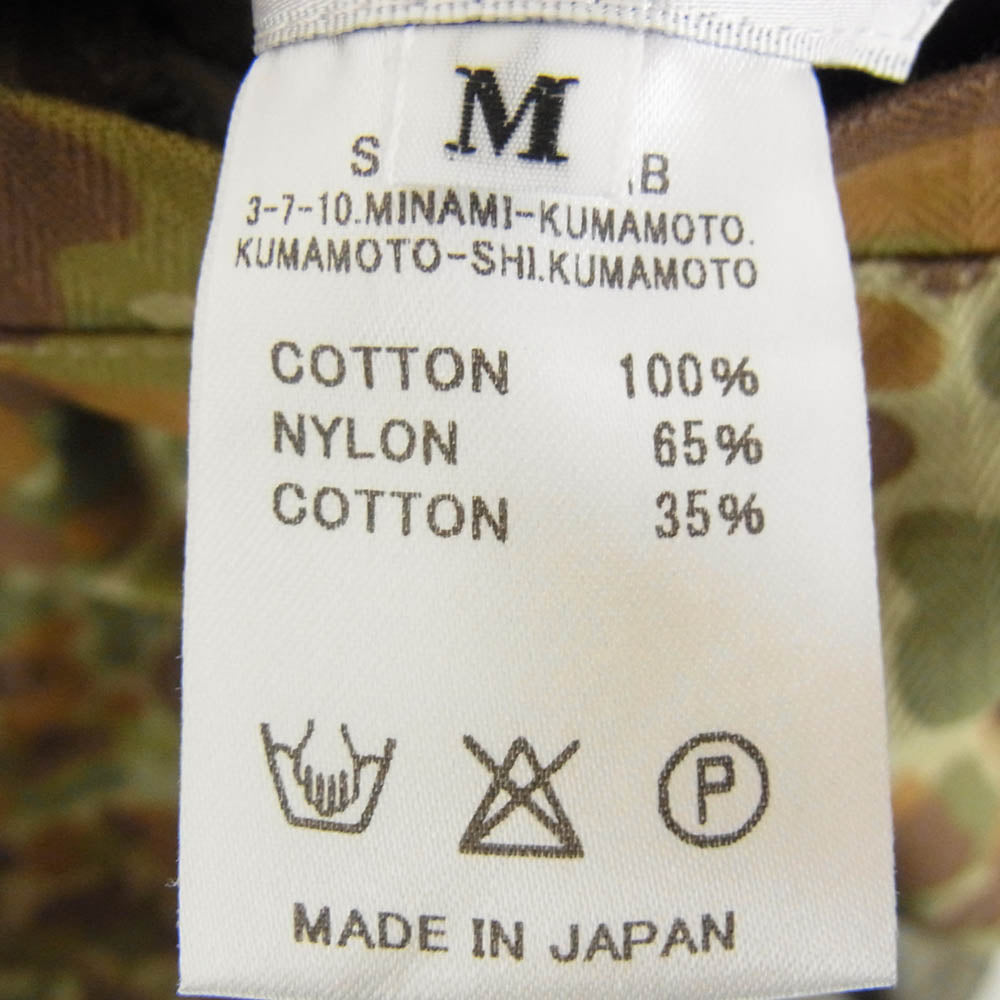 M
S B
3-7-10.MINAMI-KUMAMOTO.
KUMAMOTO-SHI.KUMAMOTO
COTTON 100%
NYLON 65%
COTTON 35%
P
MADE IN JAPAN